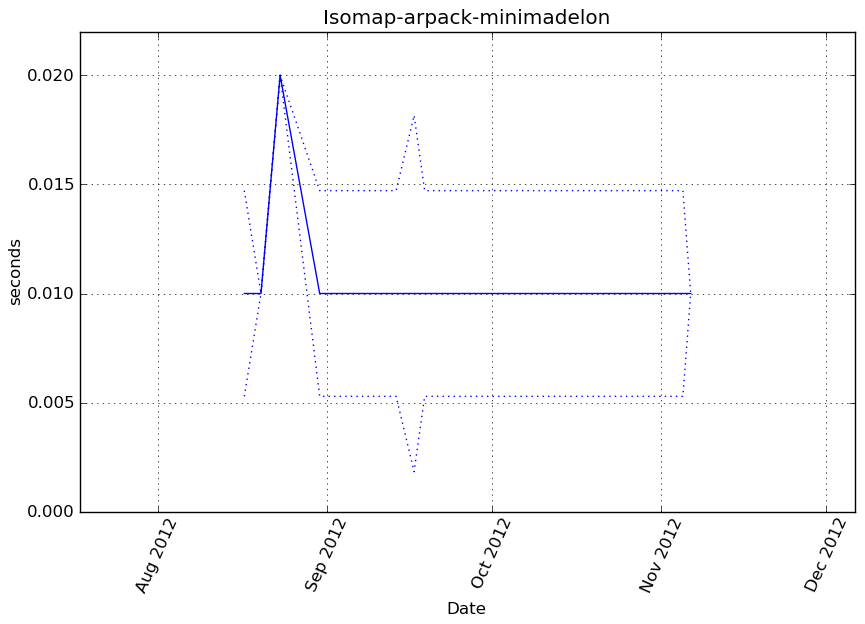 Isomap-arpack-minimadelon
0.020
0.015
0.010
0.005
0.000
seconds
Aug 2012
Sep 2012
Oct 2012
Nov 2012
Dec 2012
Date